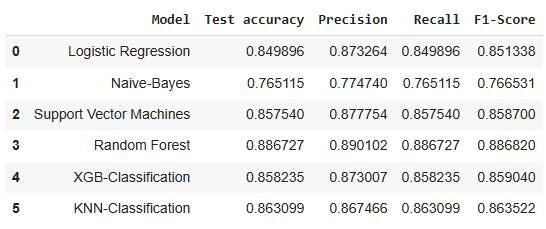 Model Test accuracy Precision Recall F1-Score
0 Logistic Regression 0.849896 0.873264 0.849896 0.851338
1 Naive-Bayes 0.765115 0.774740 0.765115 0.766531
2 Support Vector Machines 0.857540 0.877754 0.857540 0.858700
3 Random Forest 0.886727 0.890102 0.886727 0.886820
4 XGB-Classification 0.858235 0.873007 0.858235 0.859040
5 KNN-Classification 0.863099 0.867466 0.863099 0.863522